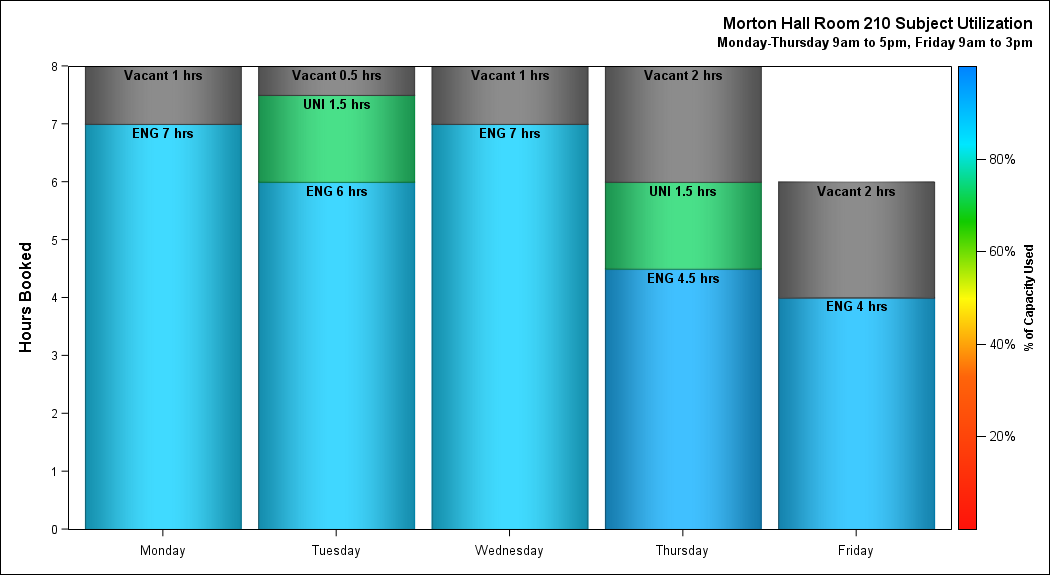 Morton Hall Room 210 Subject Utilization
Monday-Thursday 9am to 5pm, Friday 9am to 3pm
Hours Booked
8
7
6
5
4
3
2
1
0
Vacant 1 hrs
ENG 7 hrs
Vacant 0.5 hrs
UNI 1.5 hrs
ENG 6 hrs
Vacant 1 hrs
ENG 7 hrs
Vacant 2 hrs
UNI 1.5 hrs
ENG 4.5 hrs
Vacant 2 hrs
ENG 4 hrs
Monday
Tuesday
Wednesday
Thursday
Friday
80%
60%
40%
20%
% of Capacity Used